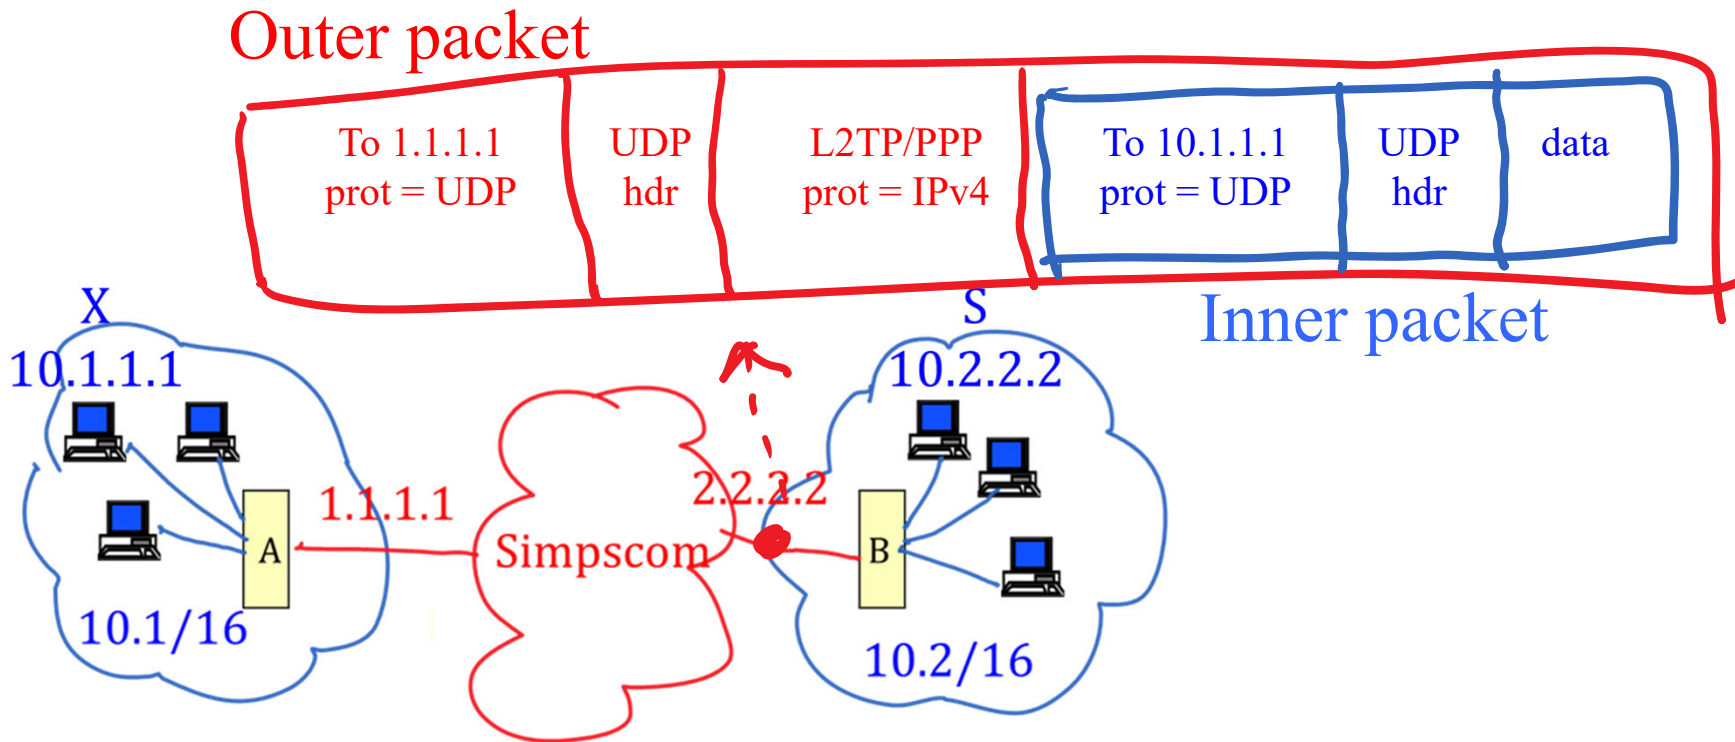 Outer packet
To 1.1.1.1
prot = UDP
UDP
hdr
L2TP/PPP
prot = IPv4
To 10.1.1.1
prot = UDP
UDP
hdr
data
Inner packet
X
10.1.1.1
S
10.2.2.2
1.1.1.1
2.2.2.2
A
Simpscom
B
10.1/16
10.2/16